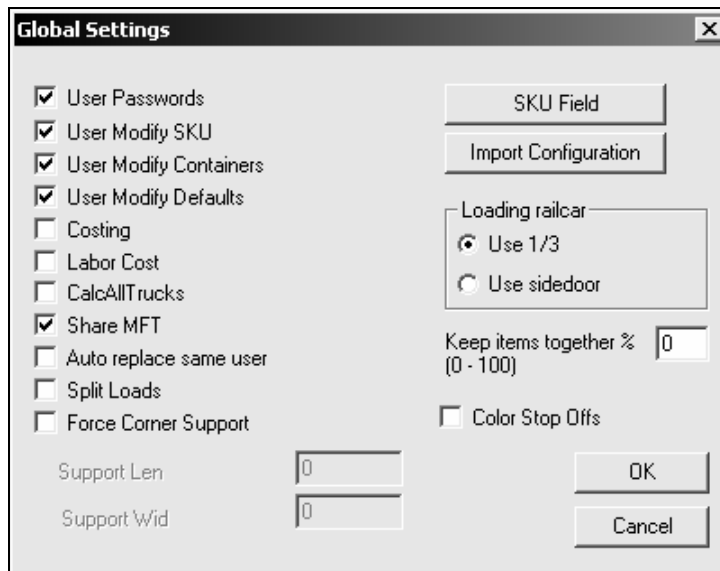 Global Settings
User Passwords
User Modify SKU
User Modify Containers
User Modify Defaults
Costing
Labor Cost
CalcAllTrucks
Share MFT
Auto replace same user
Split Loads
Force Corner Support
Support Len 0
Support Wid 0
SKU Field
Import Configuration
Loading railcar
Use 1/3
Use sidedoor
Keep items together % 0
(0 - 100)
Color Stop Offs
OK
Cancel